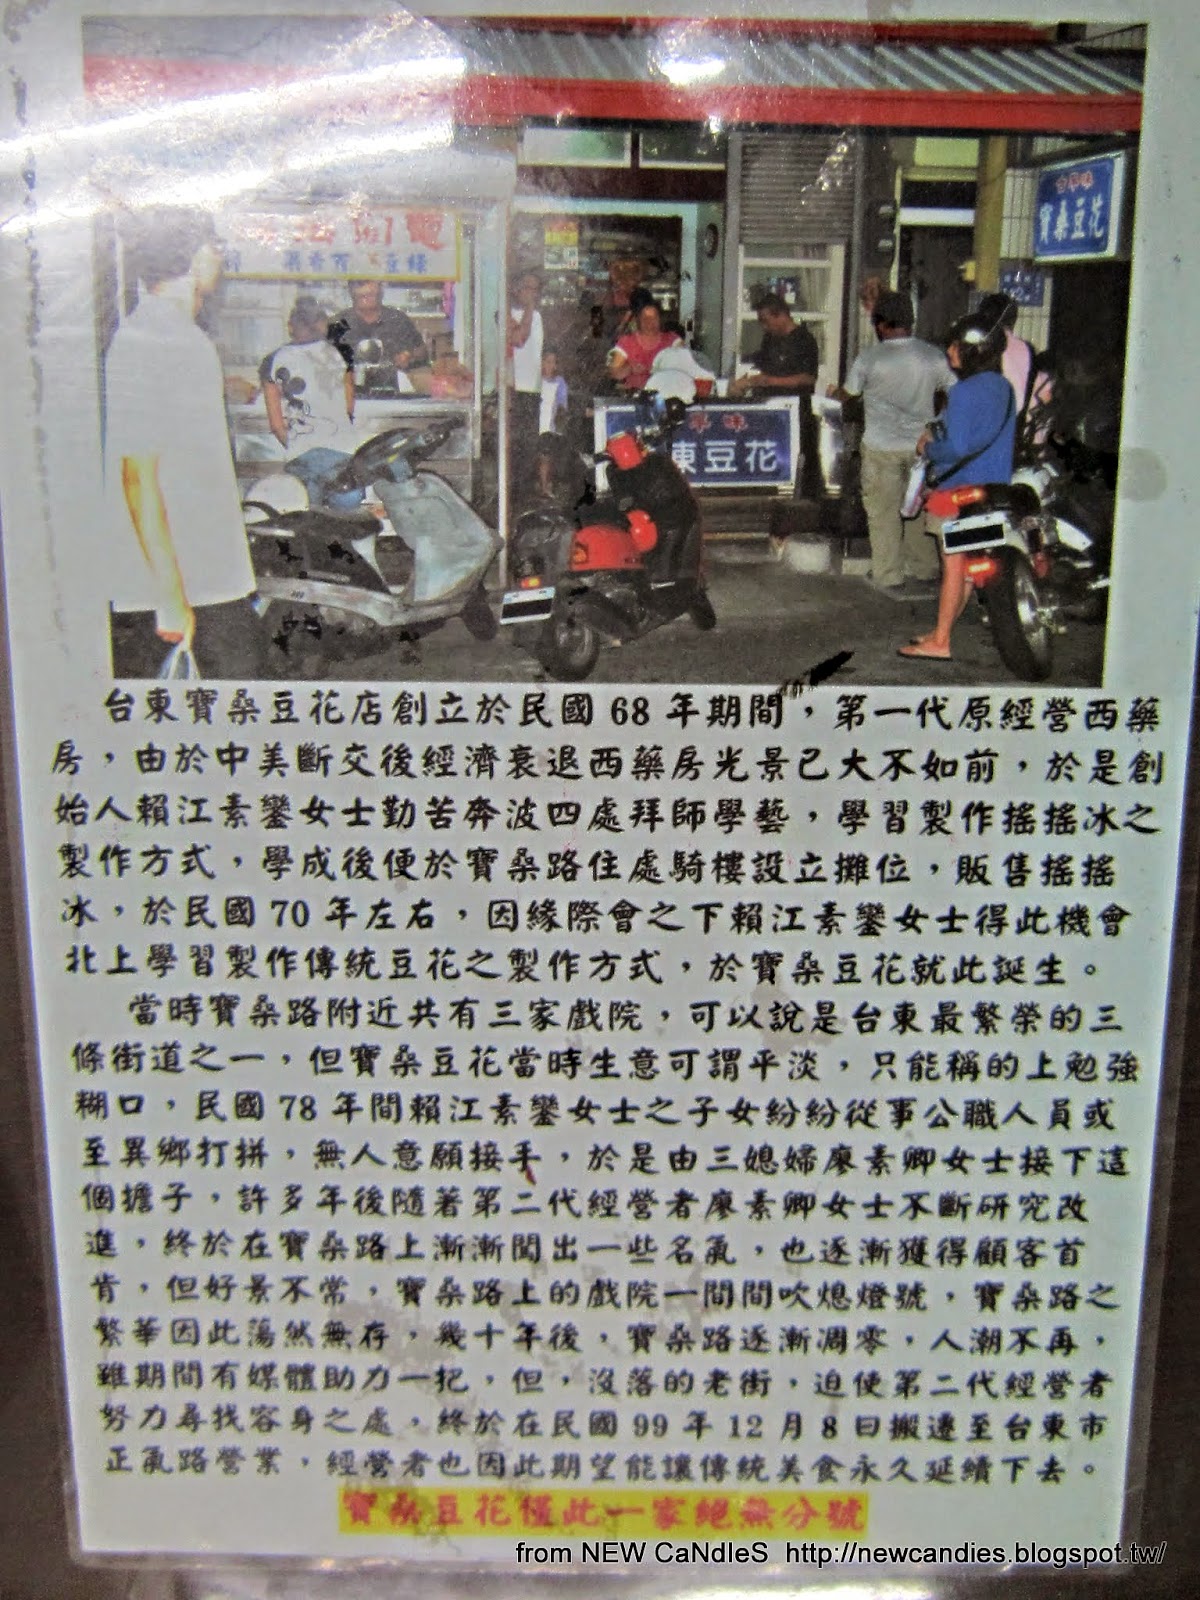 古早味
寶桑豆花
早味
東豆花
台東寶桑豆花店創立於民國 68 年期間，第一代原經營西藥
房，由於中美斷交後經濟衰退西藥房光景已大不如前，於是創
始人賴江素鑾女士勤苦奔波四處拜師學藝，學習製作搖搖冰之
製作方式，學成後便於寶桑路住處騎樓設立攤位，販售搖搖
冰，於民國 70 年左右，因緣際會之下賴江素鑾女士得此機會
北上學習製作傳統豆花之製作方式，於寶桑豆花就此誕生。
當時寶桑路附近共有三家戲院，可以說是台東最繁榮的三
條街道之一，但寶桑豆花當時生意可謂平淡，只能稱的上勉強
糊口，民國 78 年間賴江素鑾女士之子女紛紛從事公職人員或
至異鄉打拼，無人意願接手，於是由三媳婦廖素卿女士接下這
個擔子，許多年後隨著第二代經營者廖素卿女士不斷研究改
進，終於在寶桑路上漸漸闖出一些名氣，也逐漸獲得顧客首
肯，但好景不常，寶桑路上的戲院一間間吹熄燈號，寶桑路之
繁華因此蕩然無存，幾十年後，寶桑路逐漸凋零，人潮不再，
雖期間有媒體助力一把，但，沒落的老街，迫使第二代經營者
努力尋找容身之處，終於在民國 99 年 12 月 8 日搬遷至台東市
正氣路營業，經營者也因此期望能讓傳統美食永久延續下去。
寶桑豆花僅此一家絕無分號
from NEW CaNdleS http://newcandies.blogspot.tw/